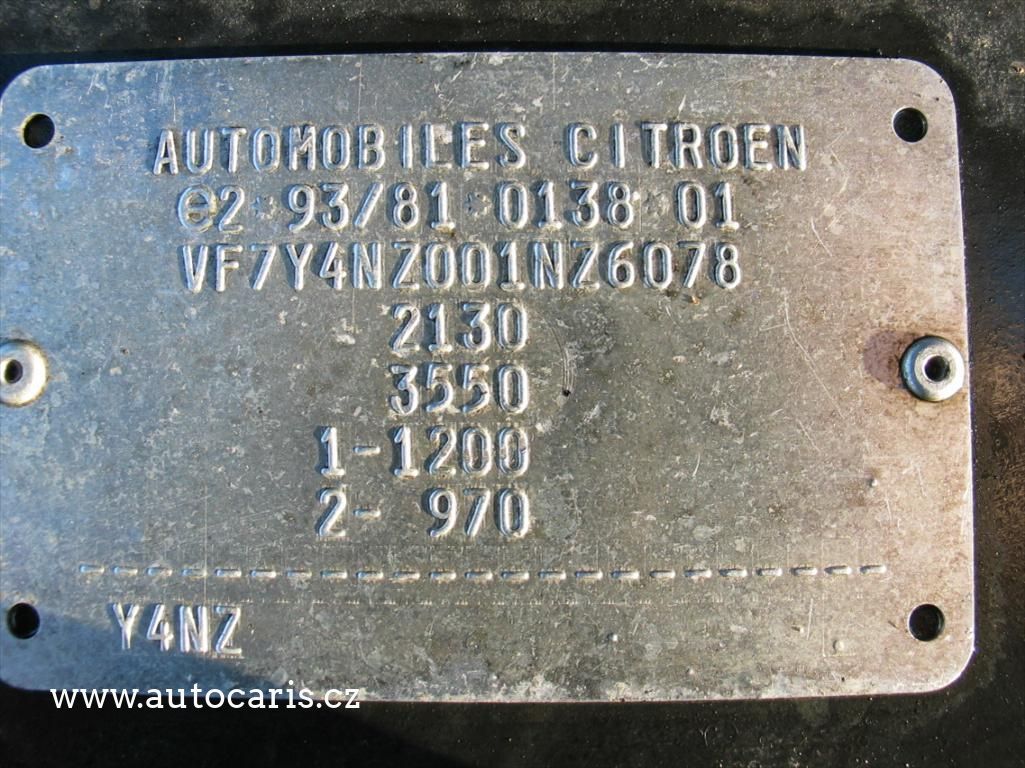 AUTOMOBILES CITROEN
e2*93/81*0138*01
VF7Y4NZ001NZ6078
2130
3550
1-1200
2- 970
----------------------
Y4NZ
www.autocaris.cz